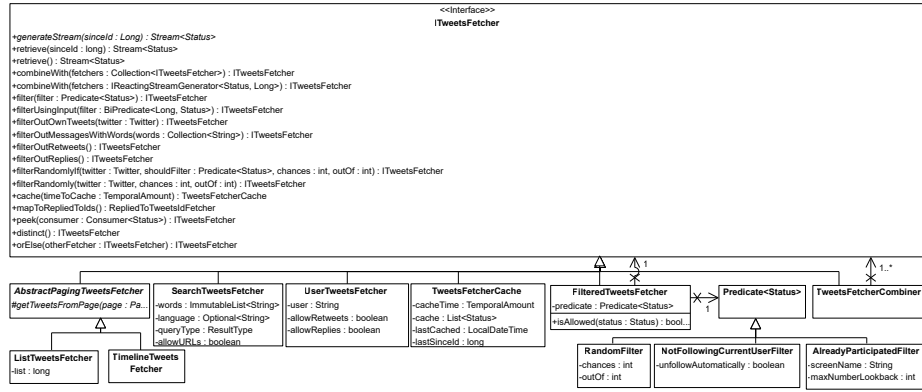 <<Interface>>
ITweetsFetcher
+generateStream(sinceId : Long) : Stream<Status>
+retrieve(sinceId : long) : Stream<Status>
+retrieve() : Stream<Status>
+combineWith(fetchers : Collection<ITweetsFetcher>) : ITweetsFetcher
+combineWith(fetchers : IReactingStreamGenerator<Status, Long>) : ITweetsFetcher
+filter(filter : Predicate<Status>) : ITweetsFetcher
+filterUsingInput(filter : BiPredicate<Long, Status>) : ITweetsFetcher
+filterOutOwnTweets(twitter : Twitter) : ITweetsFetcher
+filterOutMessagesWithWords(words : Collection<String>) : ITweetsFetcher
+filterOutRetweets() : ITweetsFetcher
+filterOutReplies() : ITweetsFetcher
+filterRandomlyIf(twitter : Twitter, shouldFilter : Predicate<Status>, chances : int, outOf : int) : ITweetsFetcher
+filterRandomly(twitter : Twitter, chances : int, outOf : int) : ITweetsFetcher
+cache(timeToCache : TemporalAmount) : TweetsFetcherCache
+mapToRepliedToIds() : RepliedToTweetsIdFetcher
+peek(consumer : Consumer<Status>) : ITweetsFetcher
+distinct() : ITweetsFetcher
+orElse(otherFetcher : ITweetsFetcher) : ITweetsFetcher
1
1..*
AbstractPagingTweetsFetcher
#getTweetsFromPage(page : Pa...
SearchTweetsFetcher
-words : ImmutableList<String>
-language : Optional<String>
-queryType : ResultType
-allowURLs : boolean
UserTweetsFetcher
-user : String
-allowRetweets : boolean
-allowReplies : boolean
TweetsFetcherCache
-cacheTime : TemporalAmount
-cache : List<Status>
-lastCached : LocalDateTime
-lastSinceId : long
FilteredTweetsFetcher
-predicate : Predicate<Status>
+isAllowed(status : Status) : bool...
1
Predicate<Status>
TweetsFetcherCombiner
ListTweetsFetcher
-list : long
TimelineTweets
Fetcher
RandomFilter
-chances : int
-outOf : int
NotFollowingCurrentUserFilter
-unfollowAutomatically : boolean
AlreadyParticipatedFilter
-screenName : String
-maxNumberLookback : int